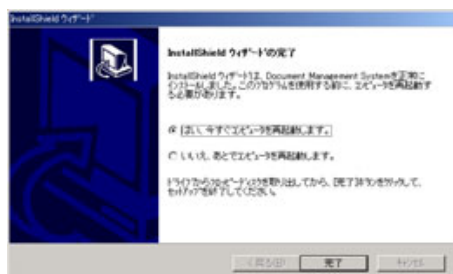 InstallShield ウィザード
InstallShield ウィザードの完了
InstallShield ウィザードは、Document Management Systemを正常に
インストールしました。このプログラムを使用する前に、コンピュータを再起動す
る必要があります。
はい、今すぐコンピュータを再起動します。
いいえ、あとでコンピュータを再起動します。
ドライブからフロッピーディスクを取り出してから、[完了]ボタンをクリックして、
セットアップを終了してください。
< 戻る(B)
完了
キャンセル